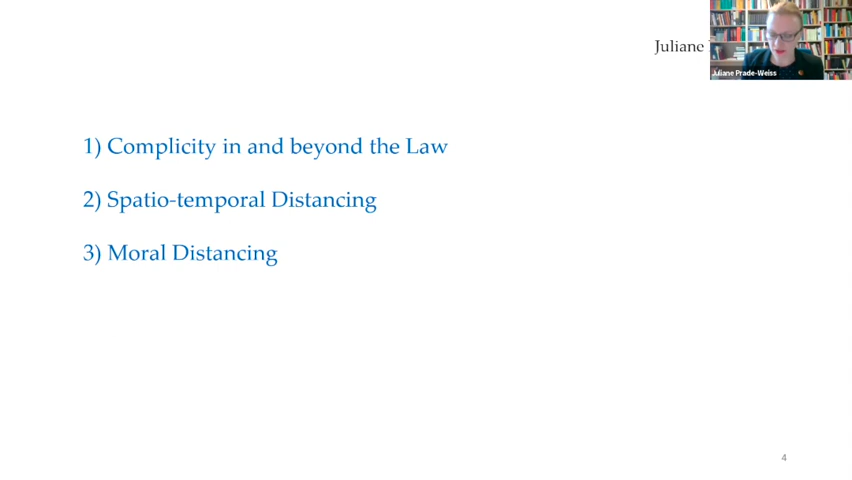 Juliane
Juliane Prade-Weiss
1) Complicity in and beyond the Law
2) Spatio-temporal Distancing
3) Moral Distancing
4